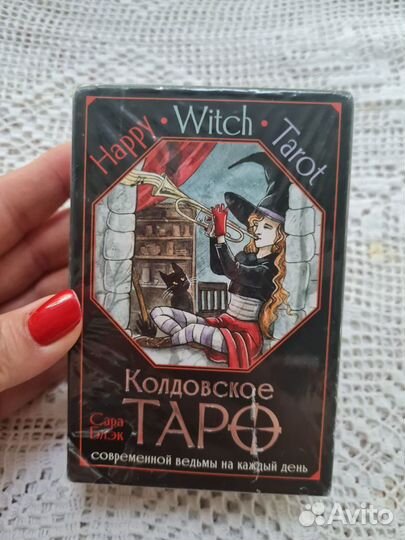 Happy • Witch • Tarot
Колдовское
Сара
Блэк
ТАРО
современной ведьмы на каждый день
Avito